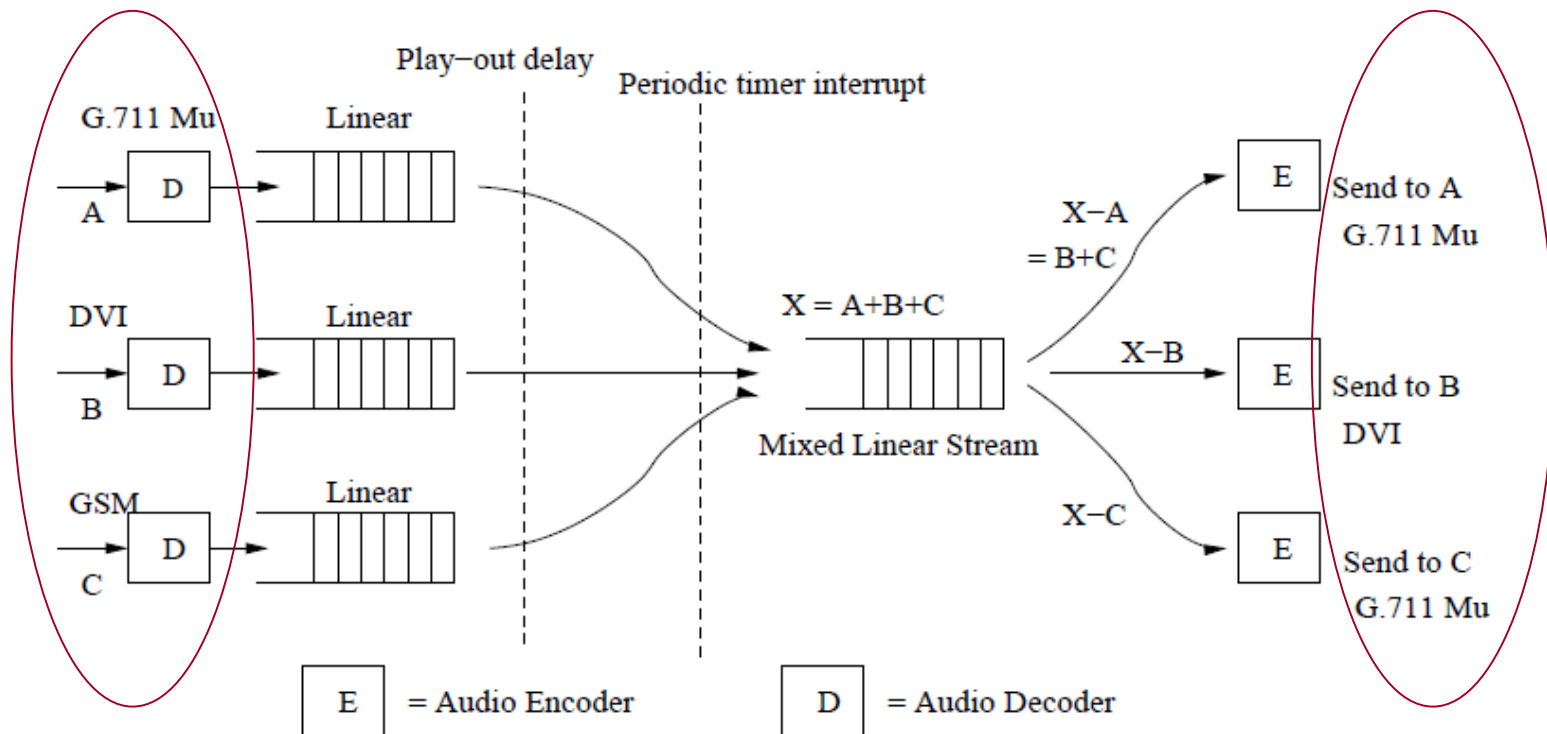 Play−out delay
Periodic timer interrupt
G.711 Mu
Linear
D
A
E
Send to A
G.711 Mu
X−A
= B+C
DVI
Linear
D
B
X = A+B+C
Mixed Linear Stream
X−B
E
Send to B
DVI
GSM
Linear
D
C
X−C
E
Send to C
G.711 Mu
E = Audio Encoder
D = Audio Decoder